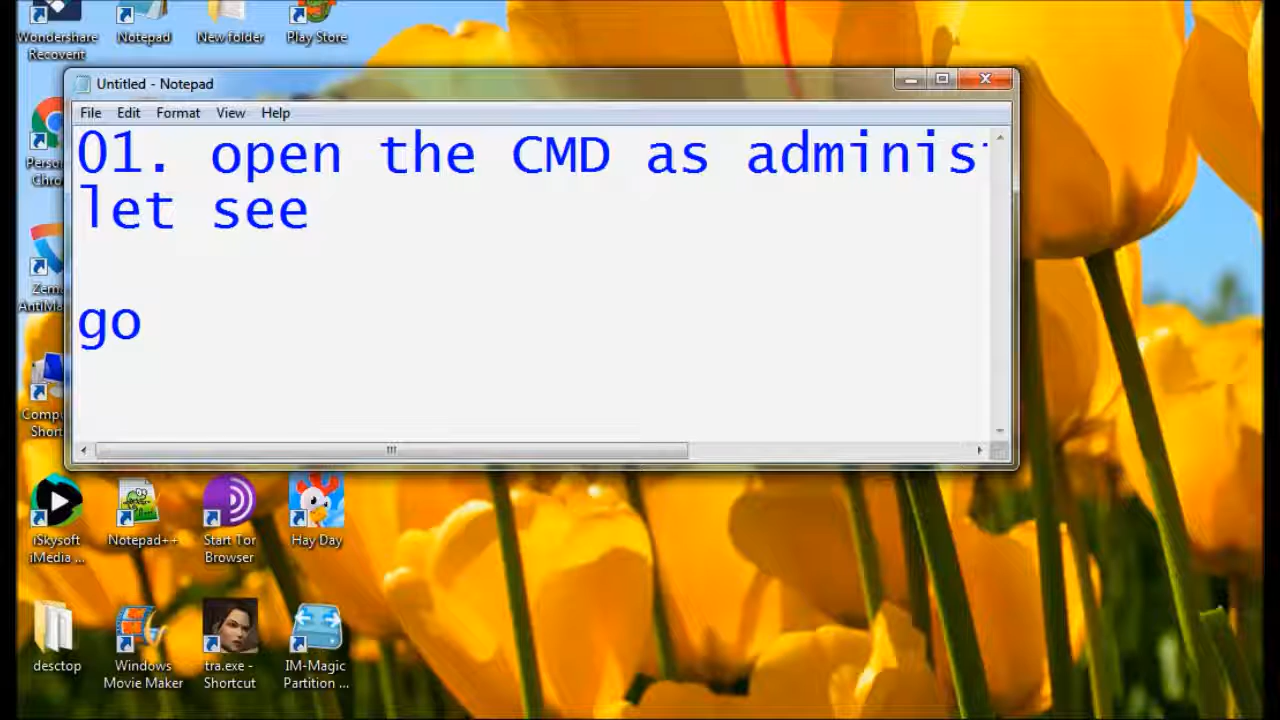 Wondershare
Recoverit
Notepad
New folder
Play Store
Untitled - Notepad
File Edit Format View Help
01. open the CMD as adminis
let see
go
iSkysoft
iMedia ...
Notepad++
Start Tor
Browser
Hay Day
desctop
Windows
Movie Maker
tra.exe -
Shortcut
IM-Magic
Partition ...